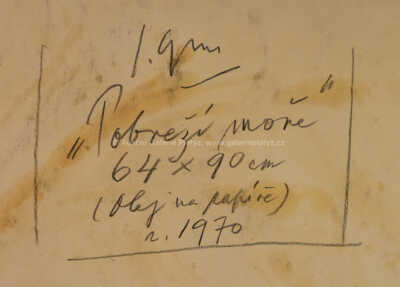 „Pobřeží moře“
64 x 90 cm
(olej na papíře)
r. 1970